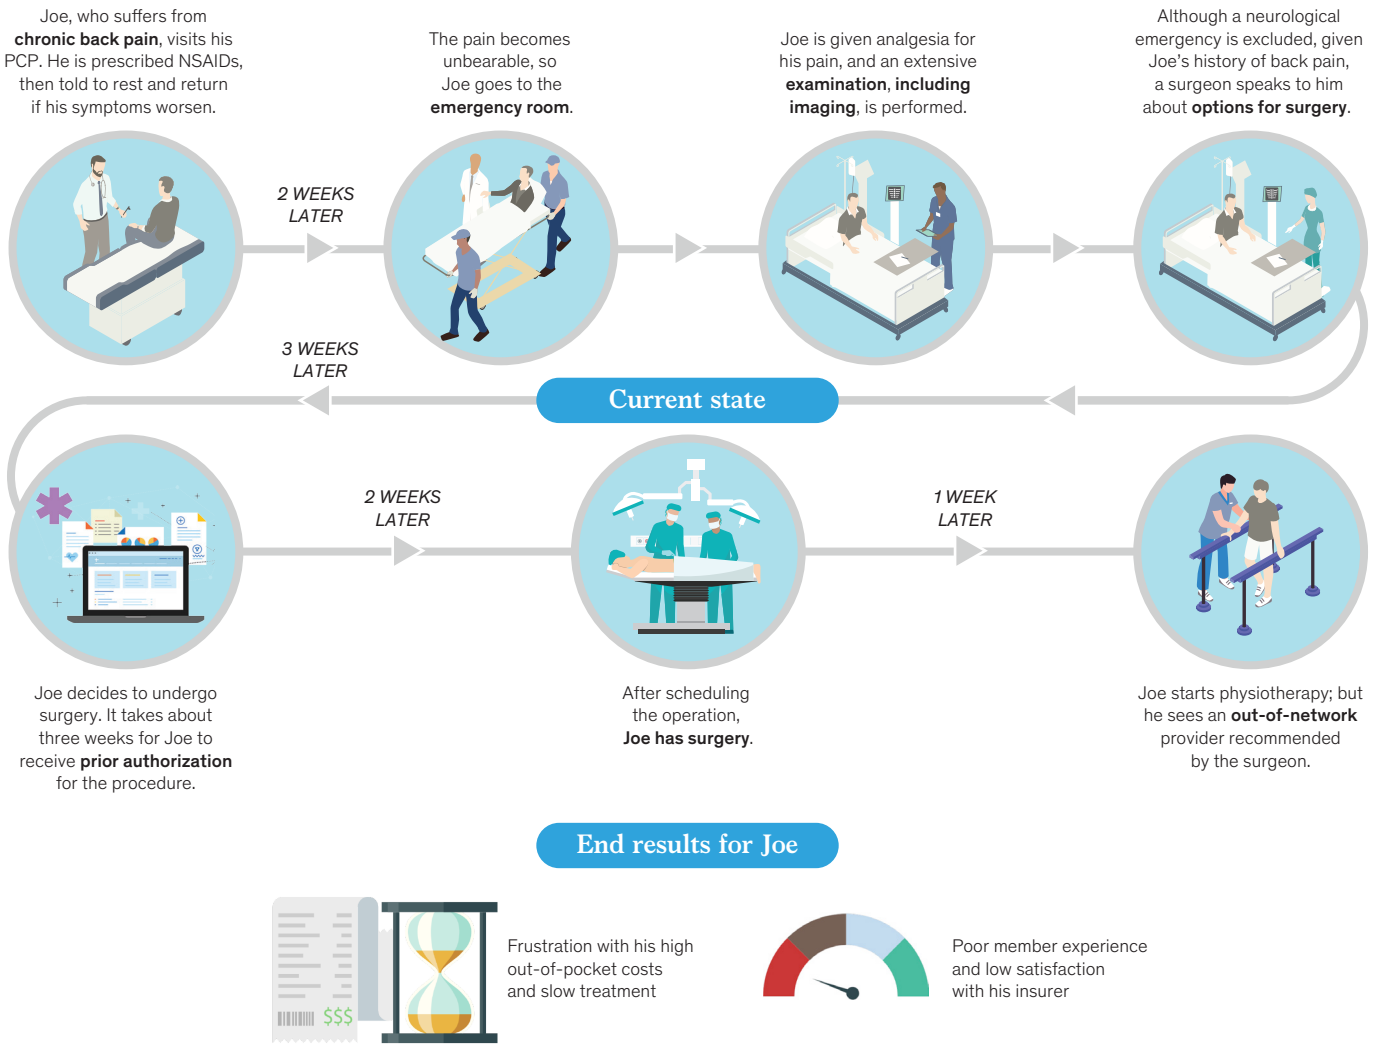 Joe, who suffers from
chronic back pain, visits his
PCP. He is prescribed NSAIDs,
then told to rest and return
if his symptoms worsen.
2 WEEKS
LATER
The pain becomes
unbearable, so
Joe goes to the
emergency room.
Joe is given analgesia for
his pain, and an extensive
examination, including
imaging, is performed.
Although a neurological
emergency is excluded, given
Joe’s history of back pain,
a surgeon speaks to him
about options for surgery.
3 WEEKS
LATER
Current state
Joe decides to undergo
surgery. It takes about
three weeks for Joe to
receive prior authorization
for the procedure.
2 WEEKS
LATER
After scheduling
the operation,
Joe has surgery.
1 WEEK
LATER
Joe starts physiotherapy; but
he sees an out-of-network
provider recommended
by the surgeon.
End results for Joe
$$$
Frustration with his high
out-of-pocket costs
and slow treatment
Poor member experience
and low satisfaction
with his insurer